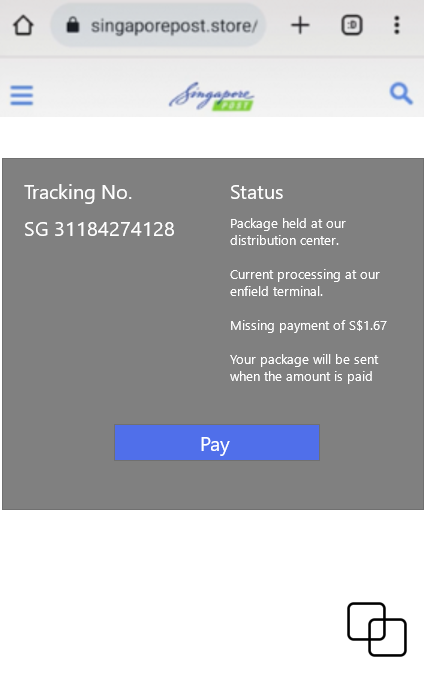 singaporepost.store/
:D
Singapore
POST
Tracking No.
SG 31184274128
Status
Package held at our
distribution center.
Current processing at our
enfield terminal.
Missing payment of S$1.67
Your package will be sent
when the amount is paid
Pay